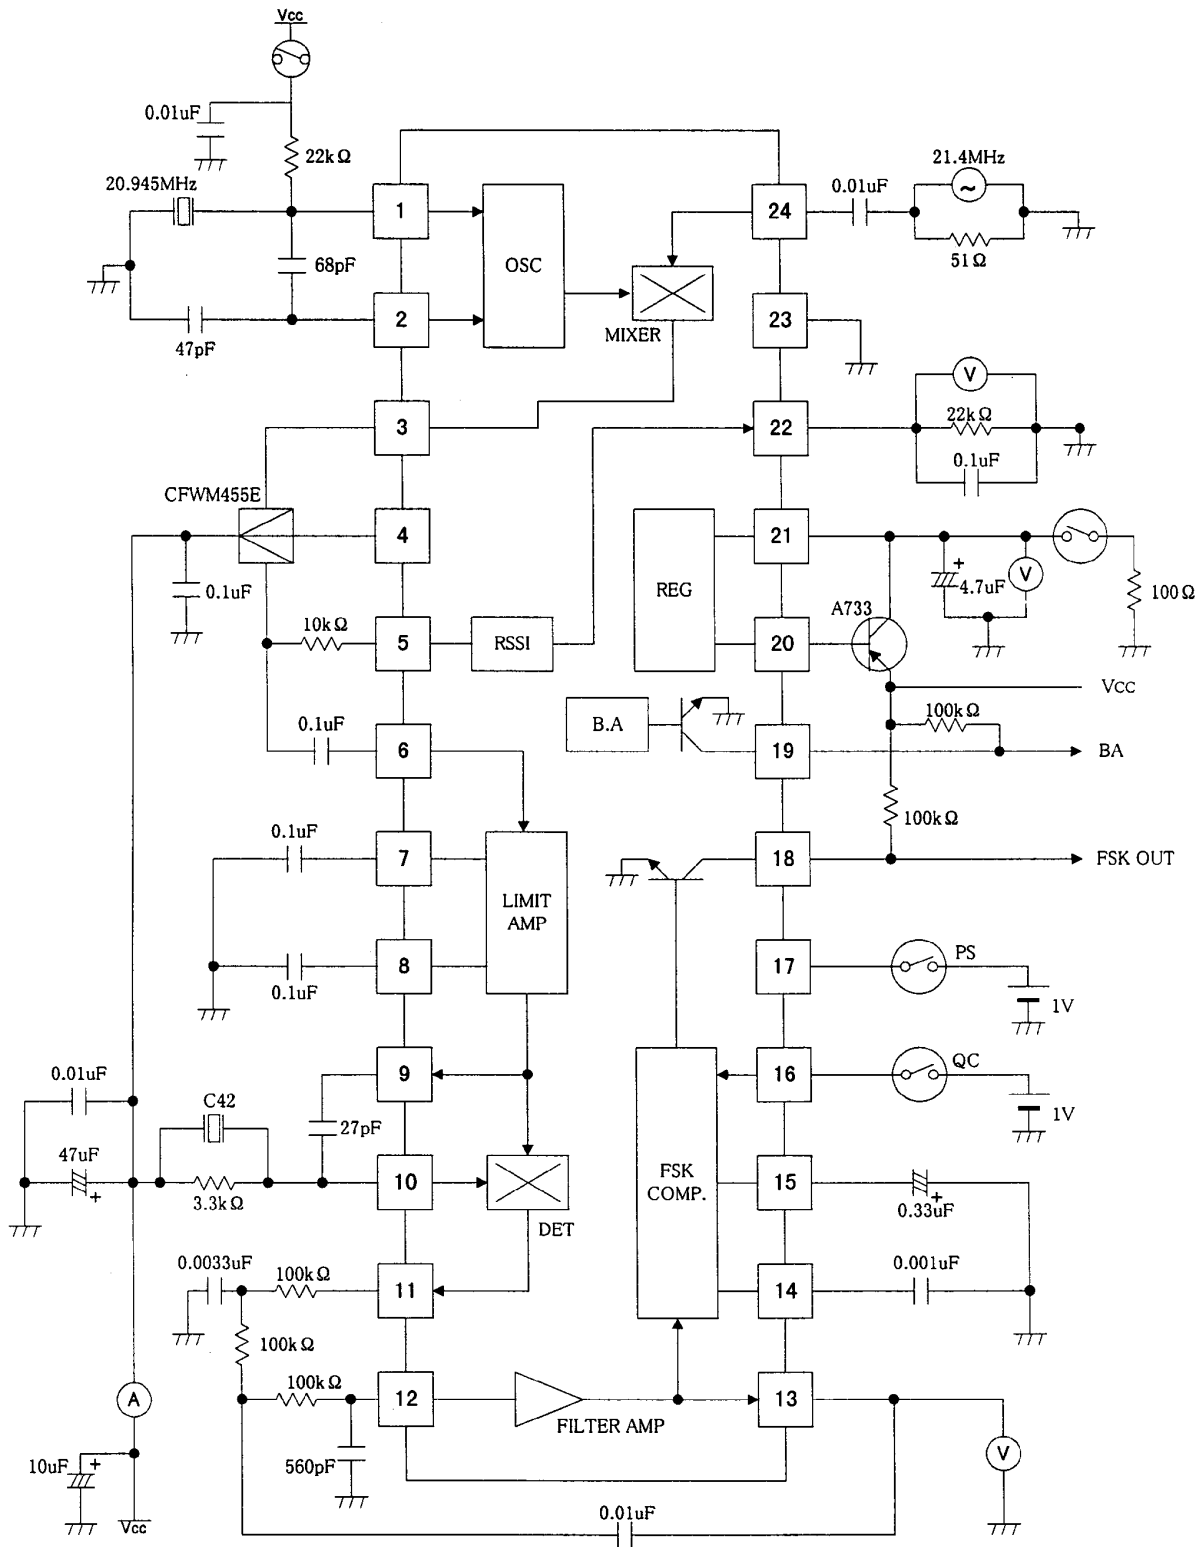 Vcc
0.01uF
22kΩ
20.945MHz
68pF
47pF
1
2
OSC
MIXER
24
0.01uF
21.4MHz
~
51Ω
23
3
22
V
22kΩ
0.1uF
CFWM455E
4
0.1uF
21
REG
4.7uF
V
100Ω
A733
10kΩ
5
RSSI
20
Vcc
100kΩ
B.A
0.1uF
6
19
BA
100kΩ
0.1uF
7
18
FSK OUT
LIMIT
AMP
8
0.1uF
17
PS
1V
9
16
QC
1V
0.01uF
C42
27pF
47uF
+
3.3kΩ
10
DET
FSK
COMP.
15
0.33uF
+
0.0033uF
100kΩ
11
14
0.001uF
100kΩ
100kΩ
12
FILTER AMP
13
A
560pF
V
10uF
+
0.01uF
Vcc
+